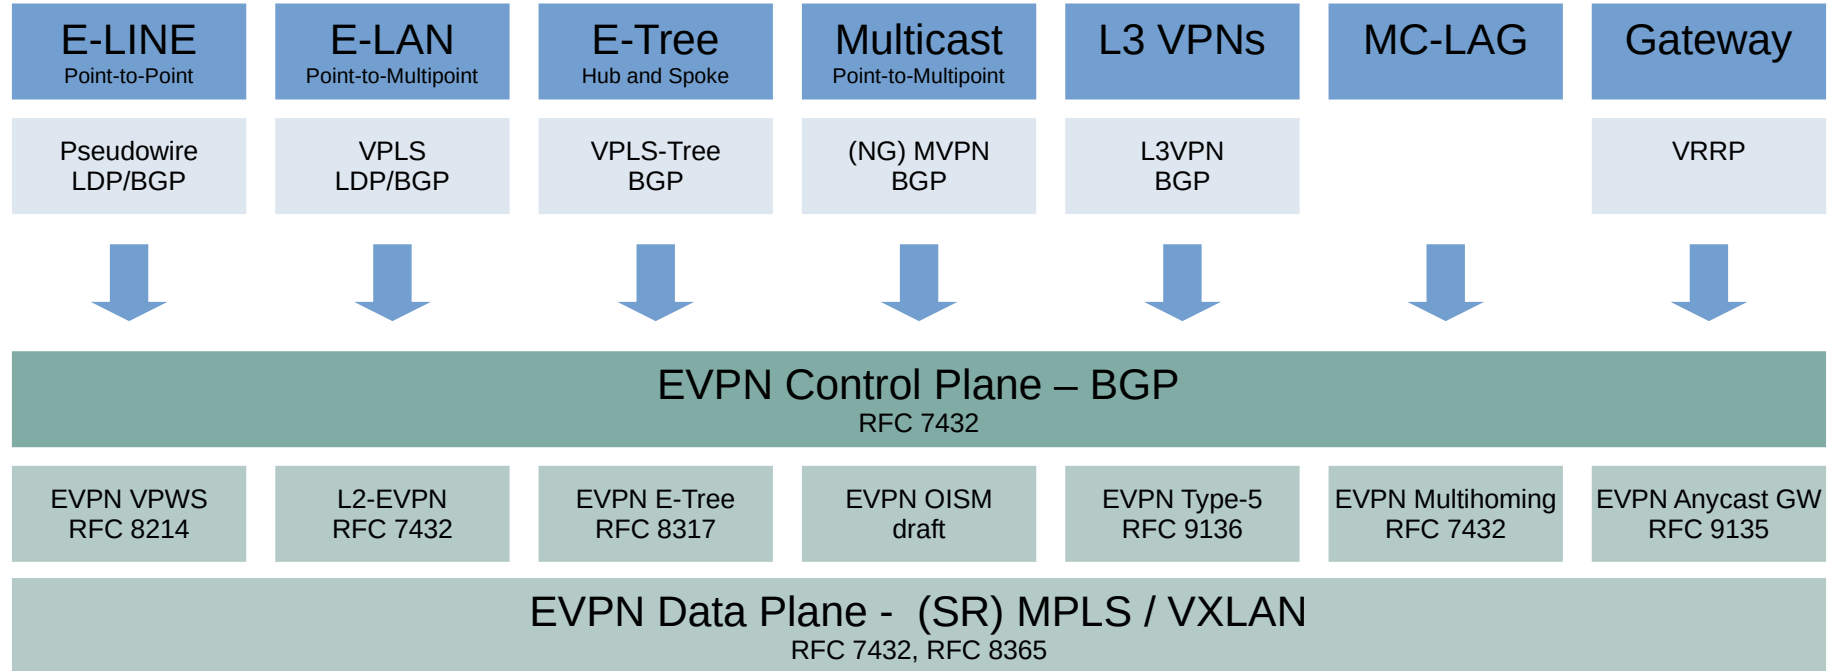 E-LINE
Point-to-Point
E-LAN
Point-to-Multipoint
E-Tree
Hub and Spoke
Multicast
Point-to-Multipoint
L3 VPNs
MC-LAG
Gateway
Pseudowire
LDP/BGP
VPLS
LDP/BGP
VPLS-Tree
BGP
(NG) MVPN
BGP
L3VPN
BGP
VRRP
EVPN Control Plane – BGP
RFC 7432
EVPN VPWS
RFC 8214
L2-EVPN
RFC 7432
EVPN E-Tree
RFC 8317
EVPN OISM
draft
EVPN Type-5
RFC 9136
EVPN Multihoming
RFC 7432
EVPN Anycast GW
RFC 9135
EVPN Data Plane - (SR) MPLS / VXLAN
RFC 7432, RFC 8365